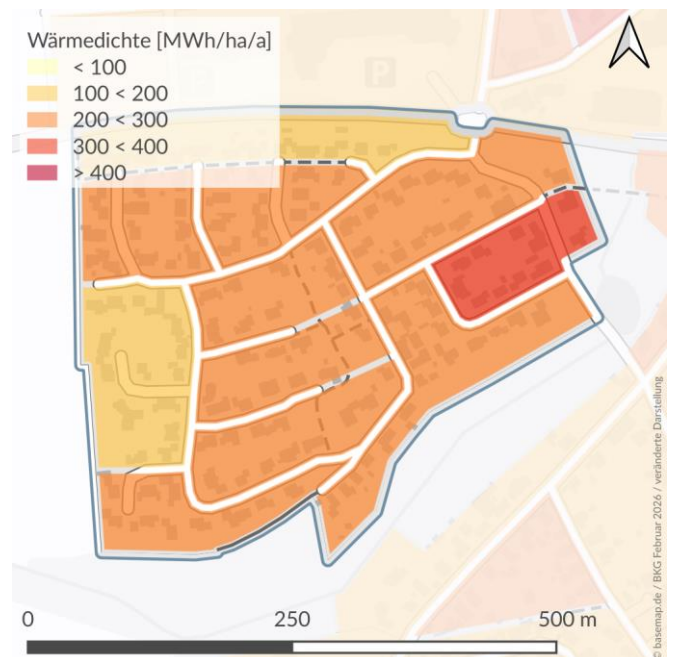 Wärmedichte [MWh/ha/a]
< 100
100 < 200
200 < 300
300 < 400
> 400
P
0 250 500 m
© basemap.de / BKG Februar 2026 / veränderte Darstellung